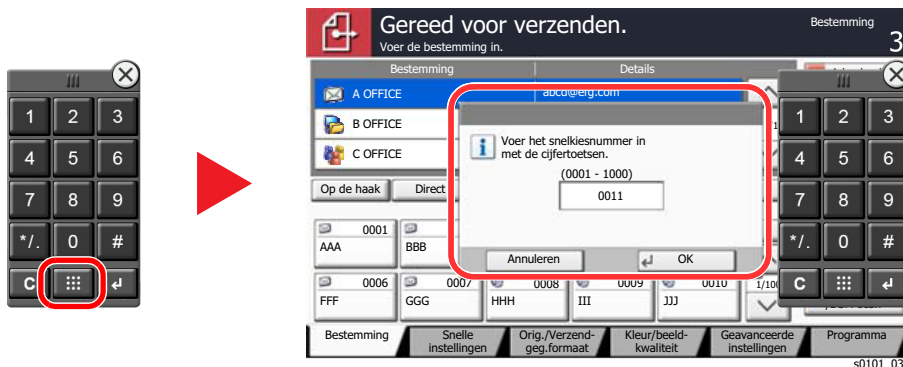 1 2 3
4 5 6
7 8 9
*/. 0 #
C
Gereed voor verzenden.
Voer de bestemming in.
Bestemming
3
Bestemming Details
A OFFICE abcd@efg.com
B OFFICE
C OFFICE
Voer het snelkiesnummer in
met de cijfertoetsen.
(0001 - 1000)
0011
Annuleren OK
1 2 3
4 5 6
7 8 9
*/. 0 #
C
Op de haak Direct
0001
AAA BBB
0006 0007 0008 0009 0010
FFF GGG HHH III JJJ
1/100
Bestemming
Snelle
instellingen
Orig./Verzend-
geg.formaat
Kleur/beeld-
kwaliteit
Geavanceerde
instellingen
Programma
s0101_03